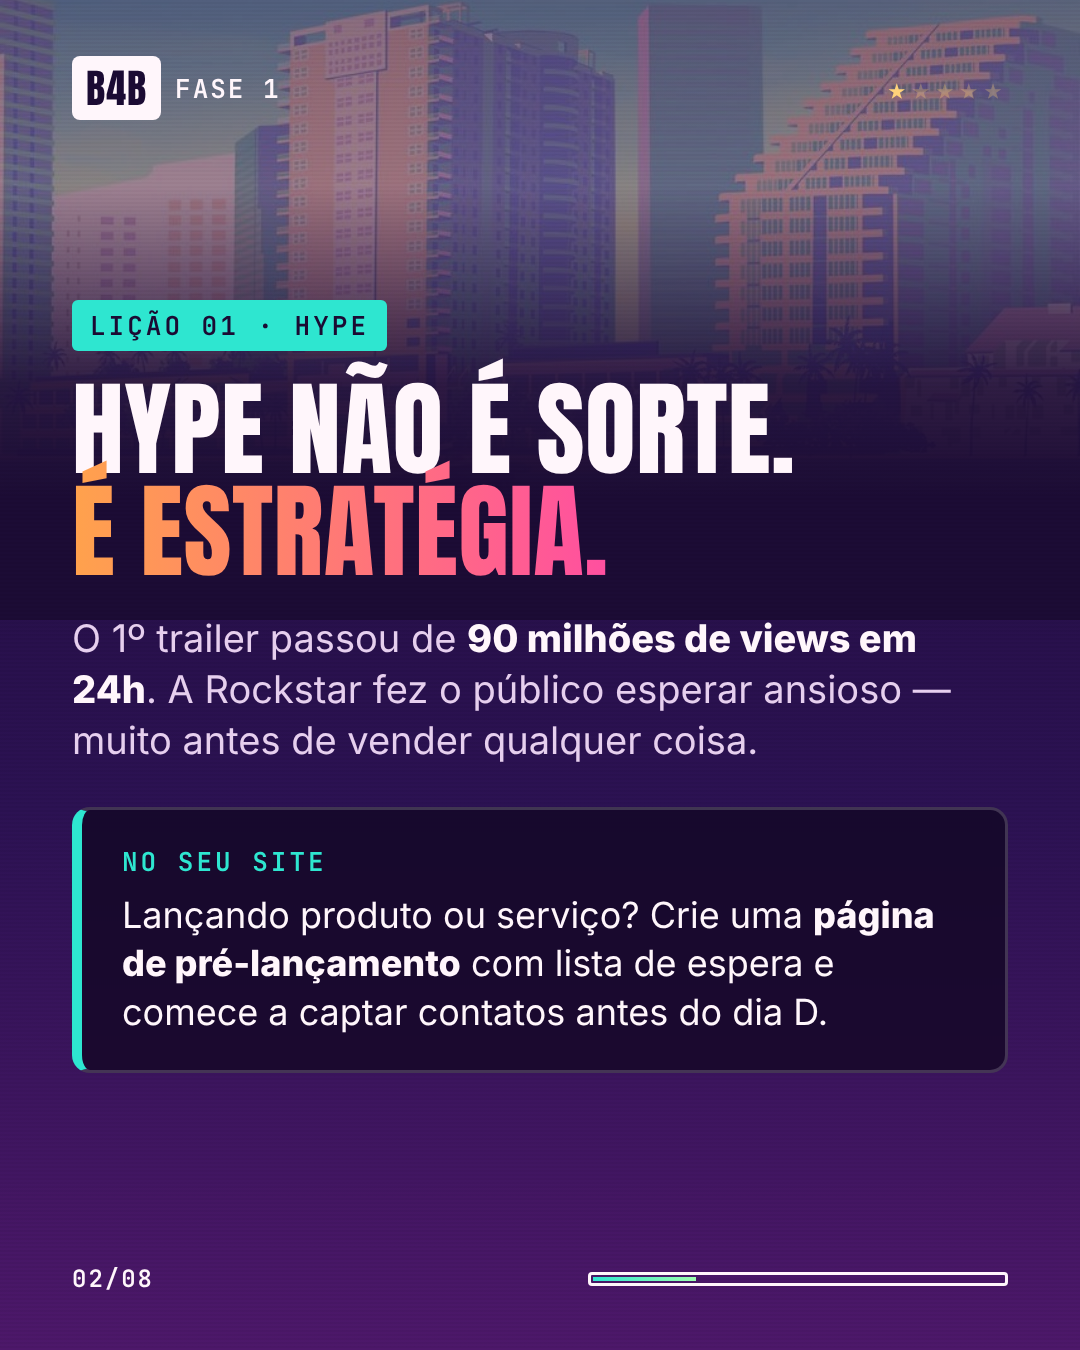 B4B FASE 1
★★★★★
LIÇÃO 01 · HYPE
HYPE NÃO É SORTE.
É ESTRATÉGIA.
O 1º trailer passou de 90 milhões de views em
24h. A Rockstar fez o público esperar ansioso —
muito antes de vender qualquer coisa.
NO SEU SITE
Lançando produto ou serviço? Crie uma página
de pré-lançamento com lista de espera e
comece a captar contatos antes do dia D.
02/08